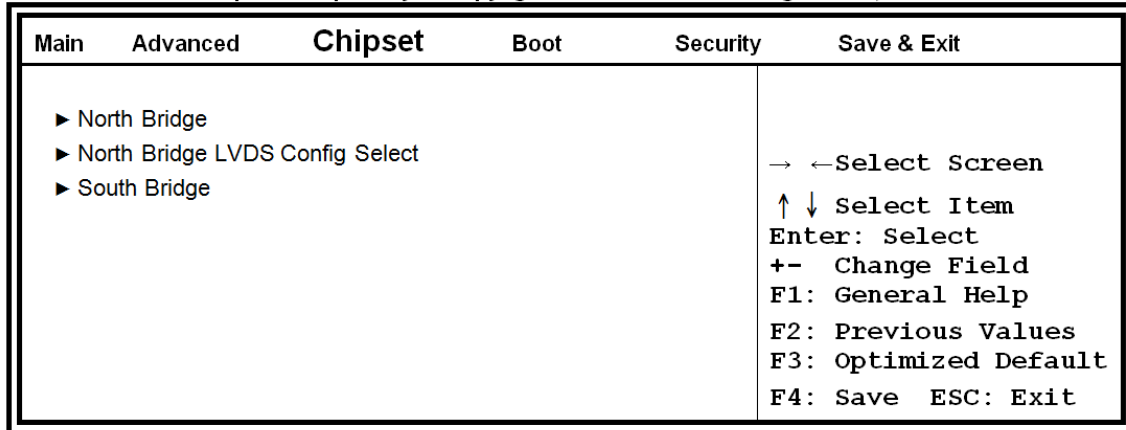 Main Advanced Chipset Boot Security Save & Exit
► North Bridge
► North Bridge LVDS Config Select
► South Bridge
→ ←Select Screen
↑↓ Select Item
Enter: Select
+- Change Field
F1: General Help
F2: Previous Values
F3: Optimized Default
F4: Save ESC: Exit